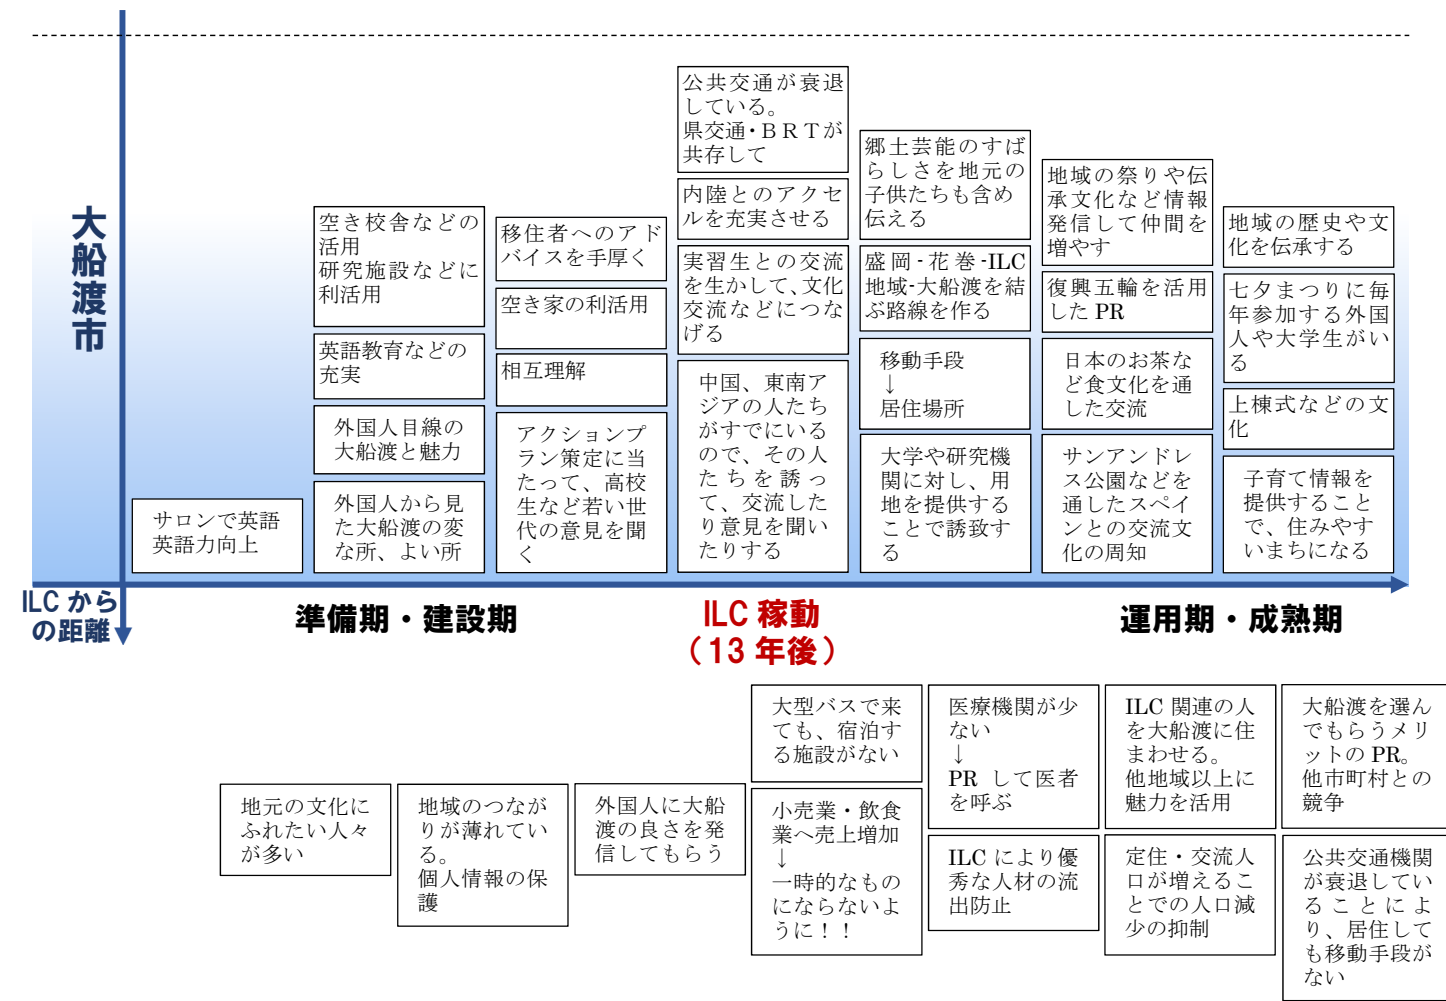 大船渡市
サロンで英語
英語力向上
空き校舎などの
活用
研究施設などに
利活用
英語教育などの
充実
外国人目線の
大船渡と魅力
外国人から見
た大船渡の変
な所、よい所
移住者へのアド
バイスを手厚く
空き家の利活用
相互理解
アクションプ
ラン策定に当
たって、高校
生など若い世
代の意見を聞
く
公共交通が衰退
している。
県交通・ＢＲＴが
共存して
内陸とのアクセ
ルを充実させる
実習生との交流
を生かして、文化
交流などにつな
げる
中国、東南ア
ジアの人たち
がすでにいる
ので、その人
たちを誘っ
て、交流した
り意見を聞い
たりする
郷土芸能のすば
らしさを地元の
子供たちも含め
伝える
盛岡-花巻-ILC
地域-大船渡を結
ぶ路線を作る
移動手段
↓
居住場所
大学や研究機
関に対し、用
地を提供する
ことで誘致す
る
地域の祭りや伝
承文化など情報
発信して仲間を
増やす
復興五輪を活用
した PR
日本のお茶な
ど食文化を通
した交流
サンアンドレ
ス公園などを
通したスペイ
ンとの交流文
化の周知
地域の歴史や文
化を伝承する
七夕まつりに毎
年参加する外国
人や大学生がい
る
上棟式などの文
化
子育て情報を
提供すること
で、住みやす
いまちになる
ILC から
の距離
準備期・建設期
ILC 稼動
（13 年後）
運用期・成熟期
地元の文化に
ふれたい人々
が多い
地域のつなが
りが薄れてい
る。
個人情報の保
護
外国人に大船
渡の良さを発
信してもらう
大型バスで来
ても、宿泊す
る施設がない
小売業・飲食
業へ売上増加
↓
一時的なもの
にならないよ
うに！！
医療機関が少
ない
↓
PR して医者
を呼ぶ
ILC により優
秀な人材の流
出防止
ILC 関連の人
を大船渡に住
まわせる。
他地域以上に
魅力を活用
定住・交流人
口が増えるこ
とでの人口減
少の抑制
大船渡を選ん
でもらうメリ
ットの PR。
他市町村との
競争
公共交通機関
が衰退してい
ることによ
り、居住して
も移動手段が
ない